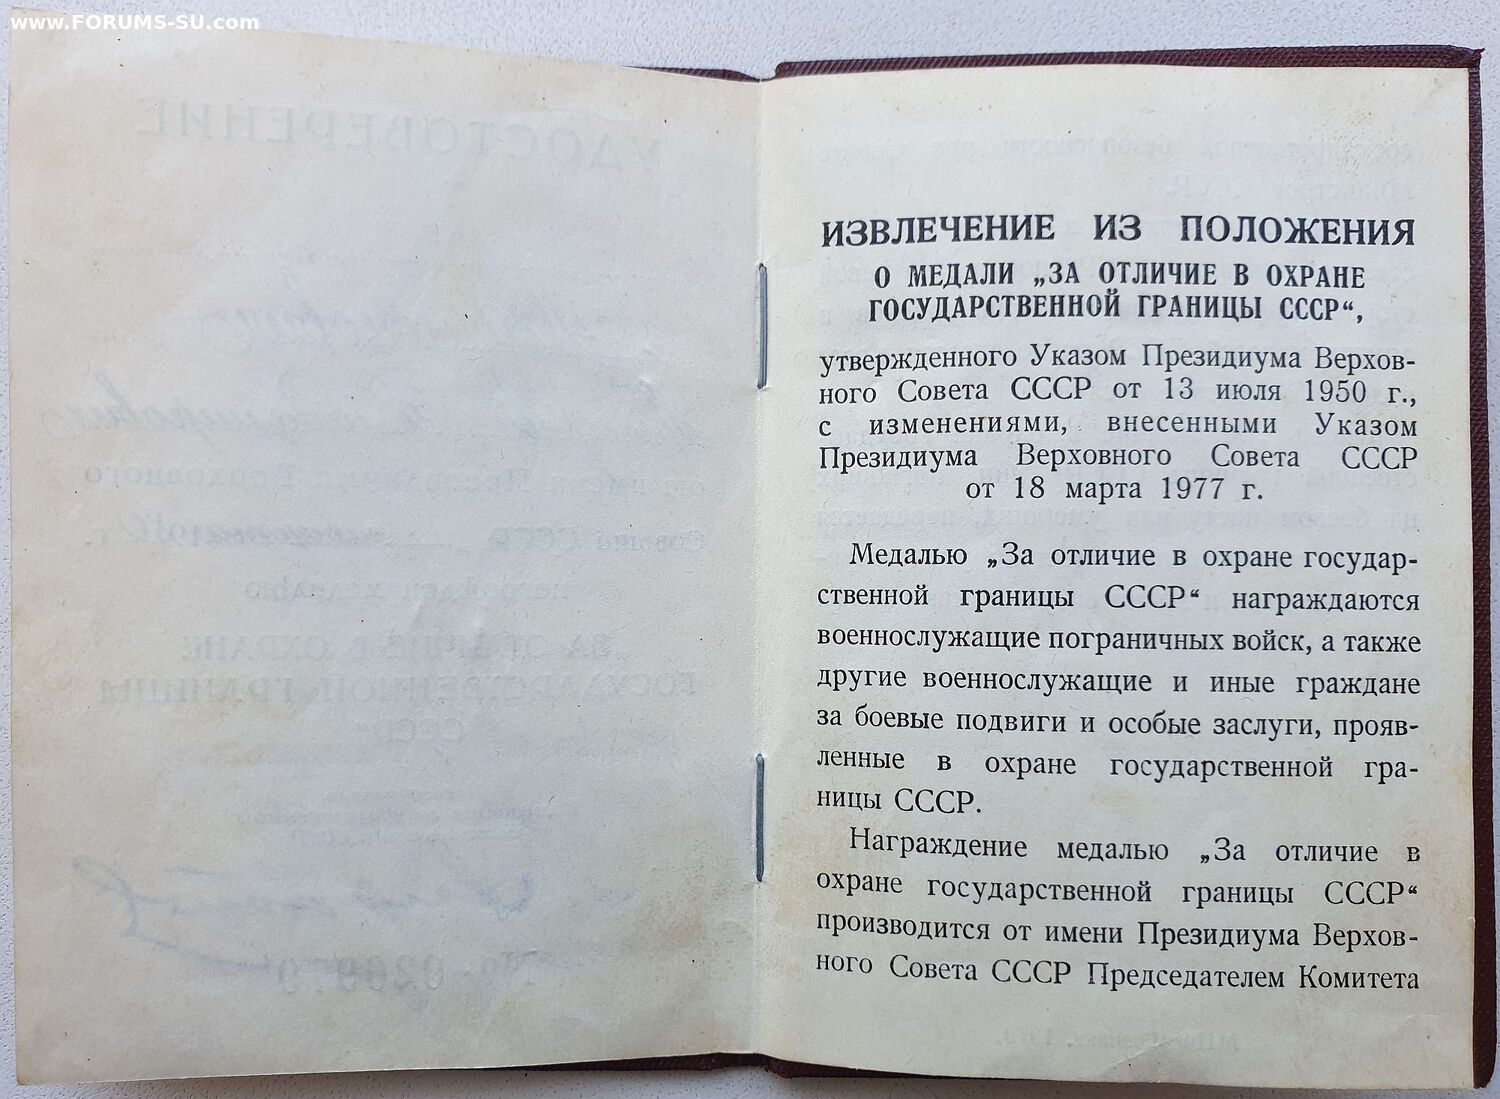 www.FORUMS-SU.com
ИЗВЛЕЧЕНИЕ ИЗ ПОЛОЖЕНИЯ
О МЕДАЛИ „ЗА ОТЛИЧИЕ В ОХРАНЕ
ГОСУДАРСТВЕННОЙ ГРАНИЦЫ СССР“,
утвержденного Указом Президиума Верхов-
ного Совета СССР от 13 июля 1950 г.,
с изменениями, внесенными Указом
Президиума Верховного Совета СССР
от 18 марта 1977 г.
Медалью „За отличие в охране государ-
ственной границы СССР“ награждаются
военнослужащие пограничных войск, а также
другие военнослужащие и иные граждане
за боевые подвиги и особые заслуги, прояв-
ленные в охране государственной гра-
ницы СССР.
Награждение медалью „За отличие в
охране государственной границы СССР“
производится от имени Президиума Верхов-
ного Совета СССР Председателем Комитета